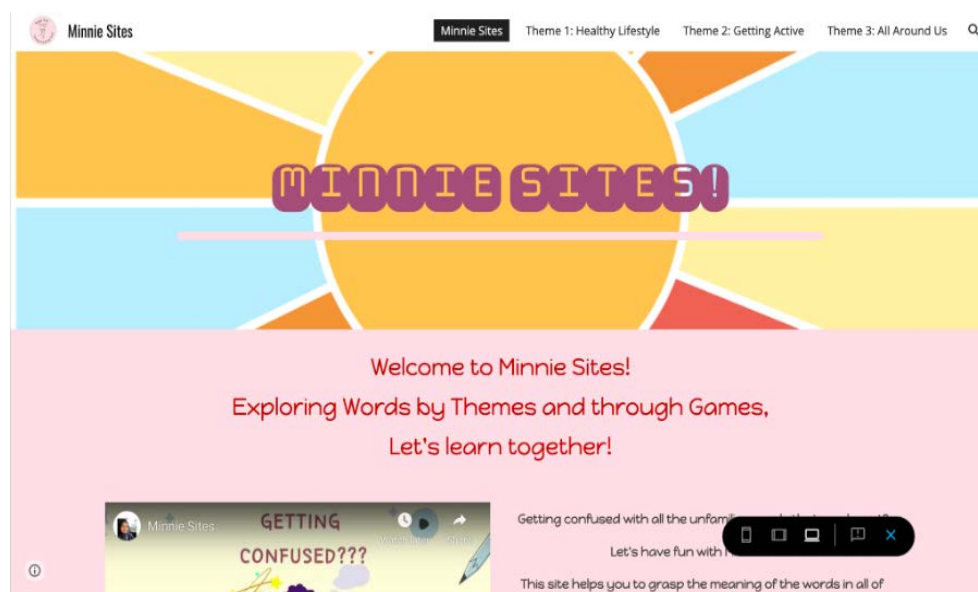 Minnie Sites
Minnie Sites Theme 1: Healthy Lifestyle Theme 2: Getting Active Theme 3: All Around Us
MINNIE SITES!
Welcome to Minnie Sites!
Exploring Words by Themes and through Games,
Let's learn together!
Minnie Sites
GETTING
CONFUSED???
Getting confused with all the
Let's have fun with
This site helps you to grasp the meaning of the words in all of